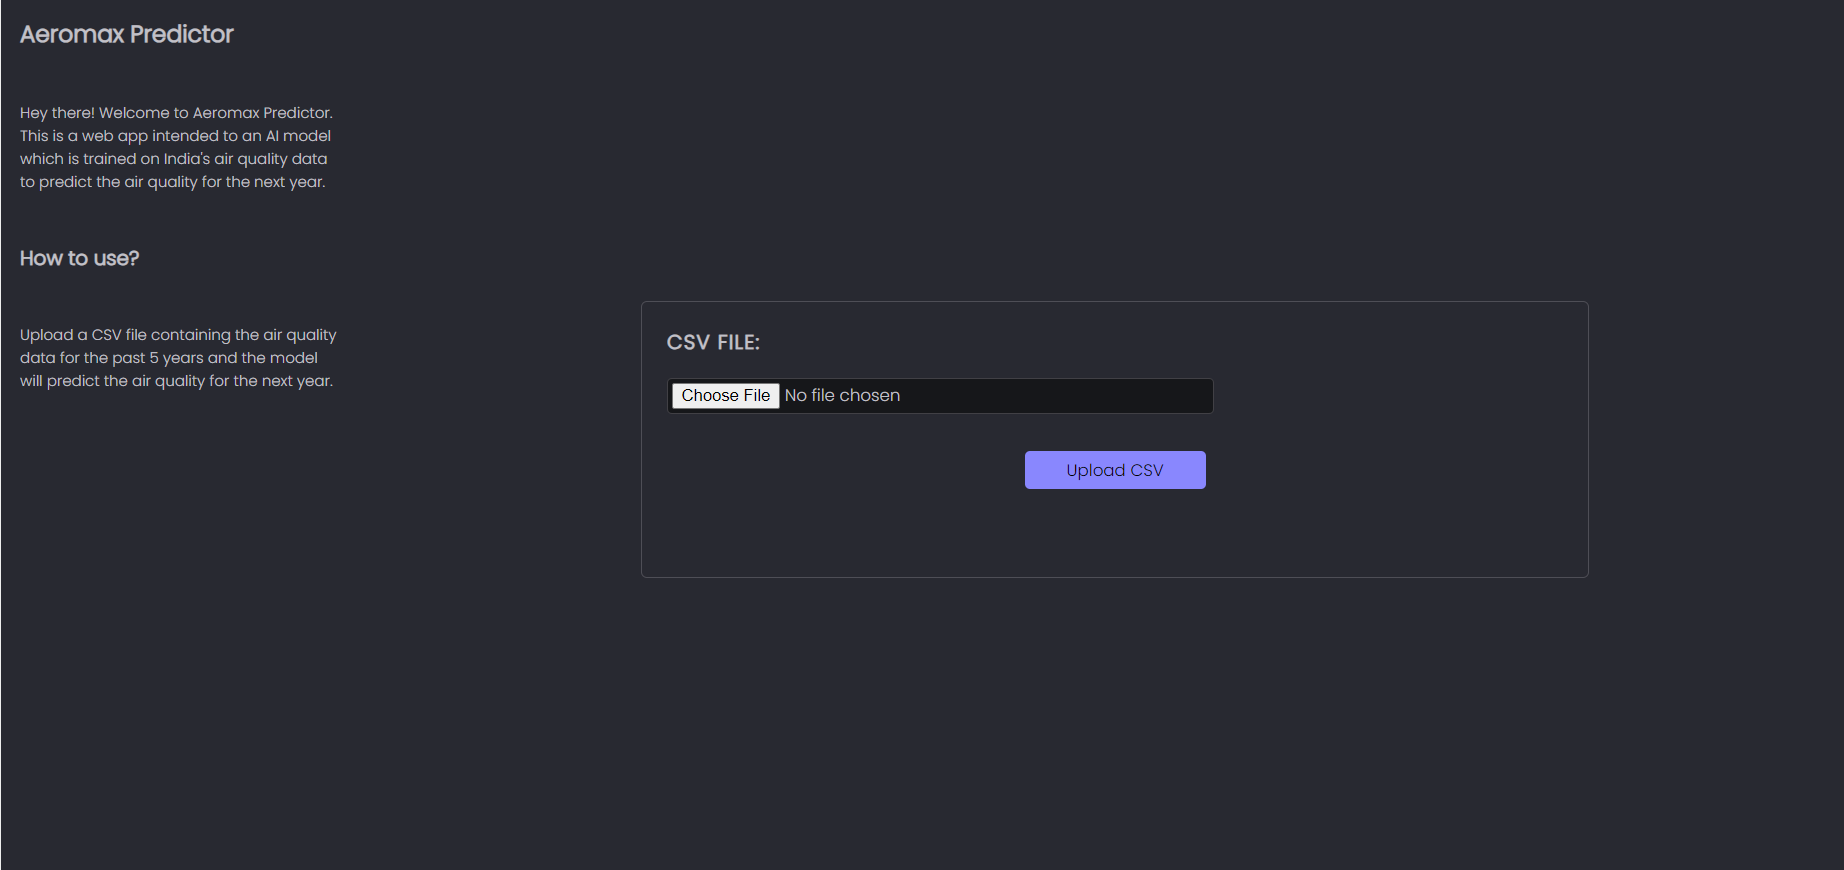 Aeromax Predictor
Hey there! Welcome to Aeromax Predictor.
This is a web app intended to an AI model
which is trained on India's air quality data
to predict the air quality for the next year.
How to use?
Upload a CSV file containing the air quality
data for the past 5 years and the model
will predict the air quality for the next year.
CSV FILE:
Choose File No file chosen
Upload CSV